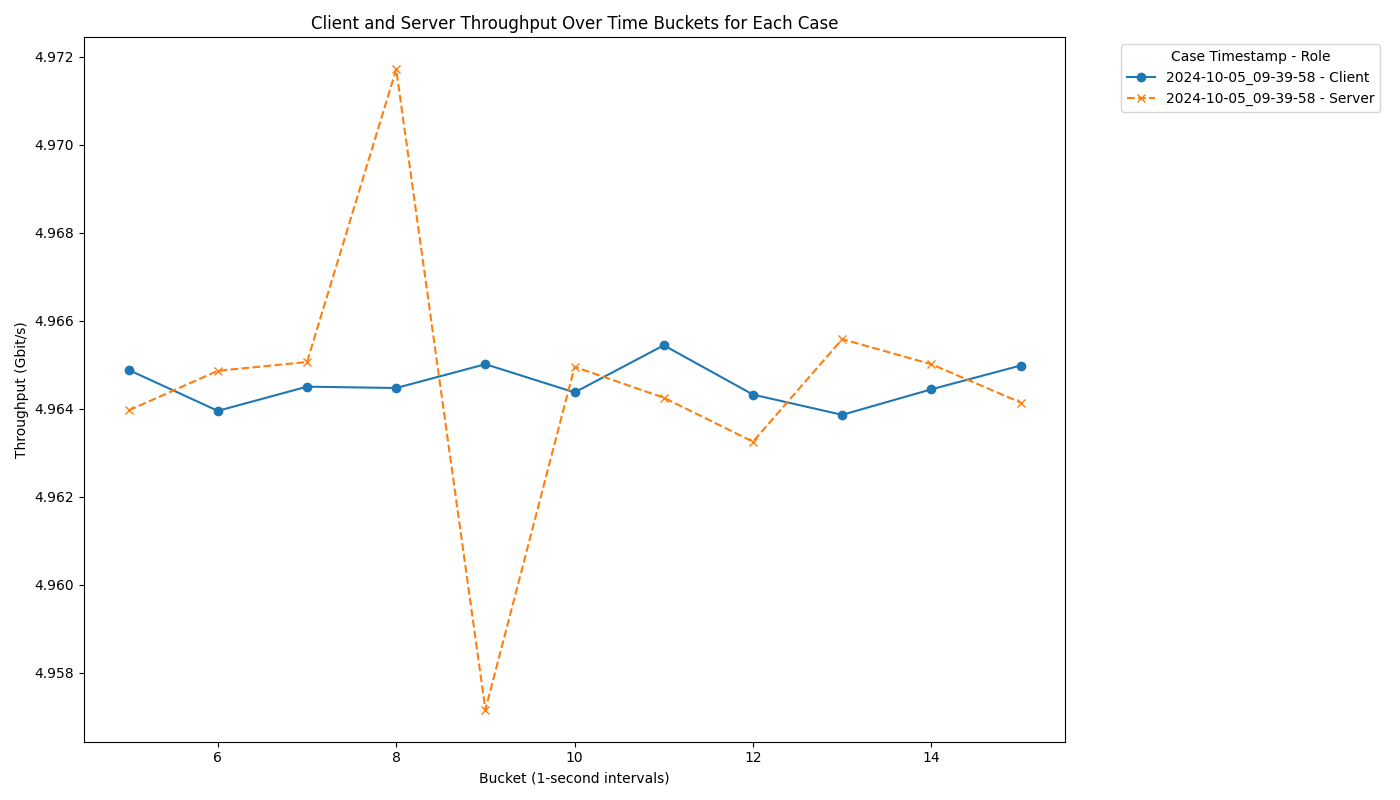 Client and Server Throughput Over Time Buckets for Each Case
Case Timestamp - Role
2024-10-05_09-39-58 - Client
2024-10-05_09-39-58 - Server
Throughput (Gbit/s)
4.972
4.970
4.968
4.966
4.964
4.962
4.960
4.958
6 8 10 12 14
Bucket (1-second intervals)